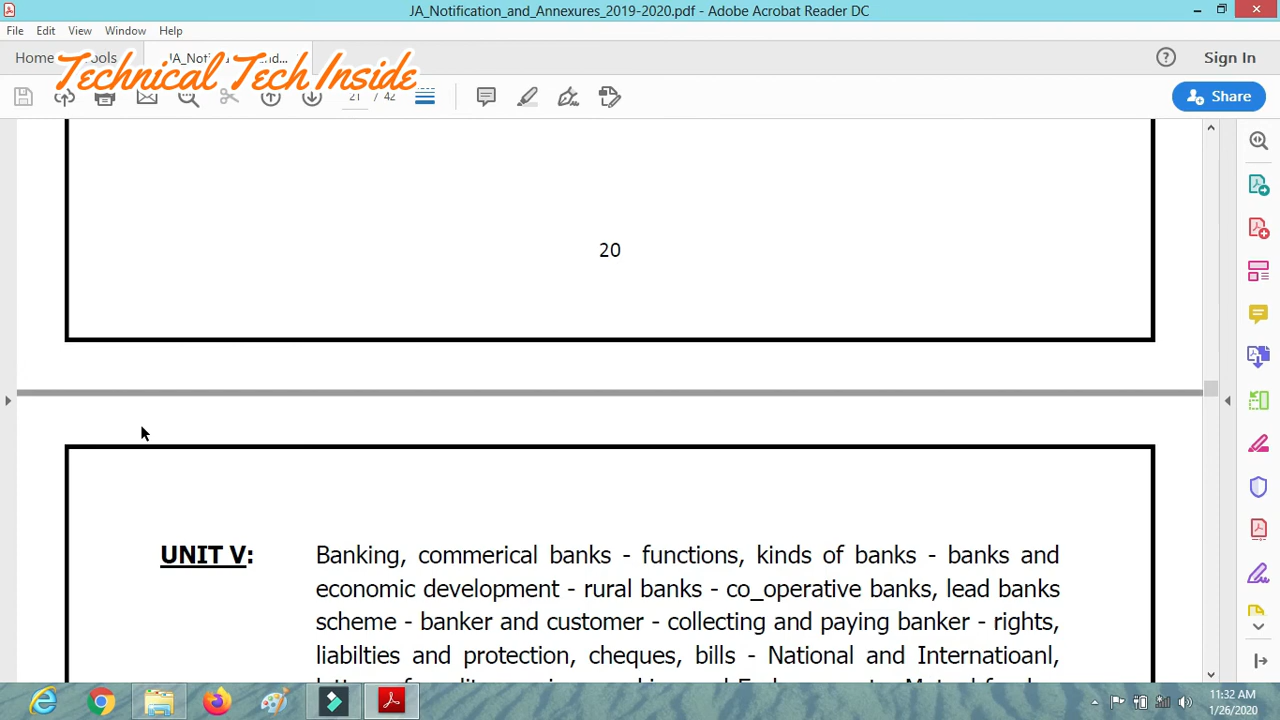 JA_Notification_and_Annexures_2019-2020.pdf - Adobe Acrobat Reader DC
File Edit View Window Help
Home
Technical Tech Inside
Sign In
21 / 42
Share
20
UNIT V: Banking, commerical banks - functions, kinds of banks - banks and
economic development - rural banks - co_operative banks, lead banks
scheme - banker and customer - collecting and paying banker - rights,
liabilties and protection, cheques, bills - National and Internatioanl,
11:32 AM
1/26/2020